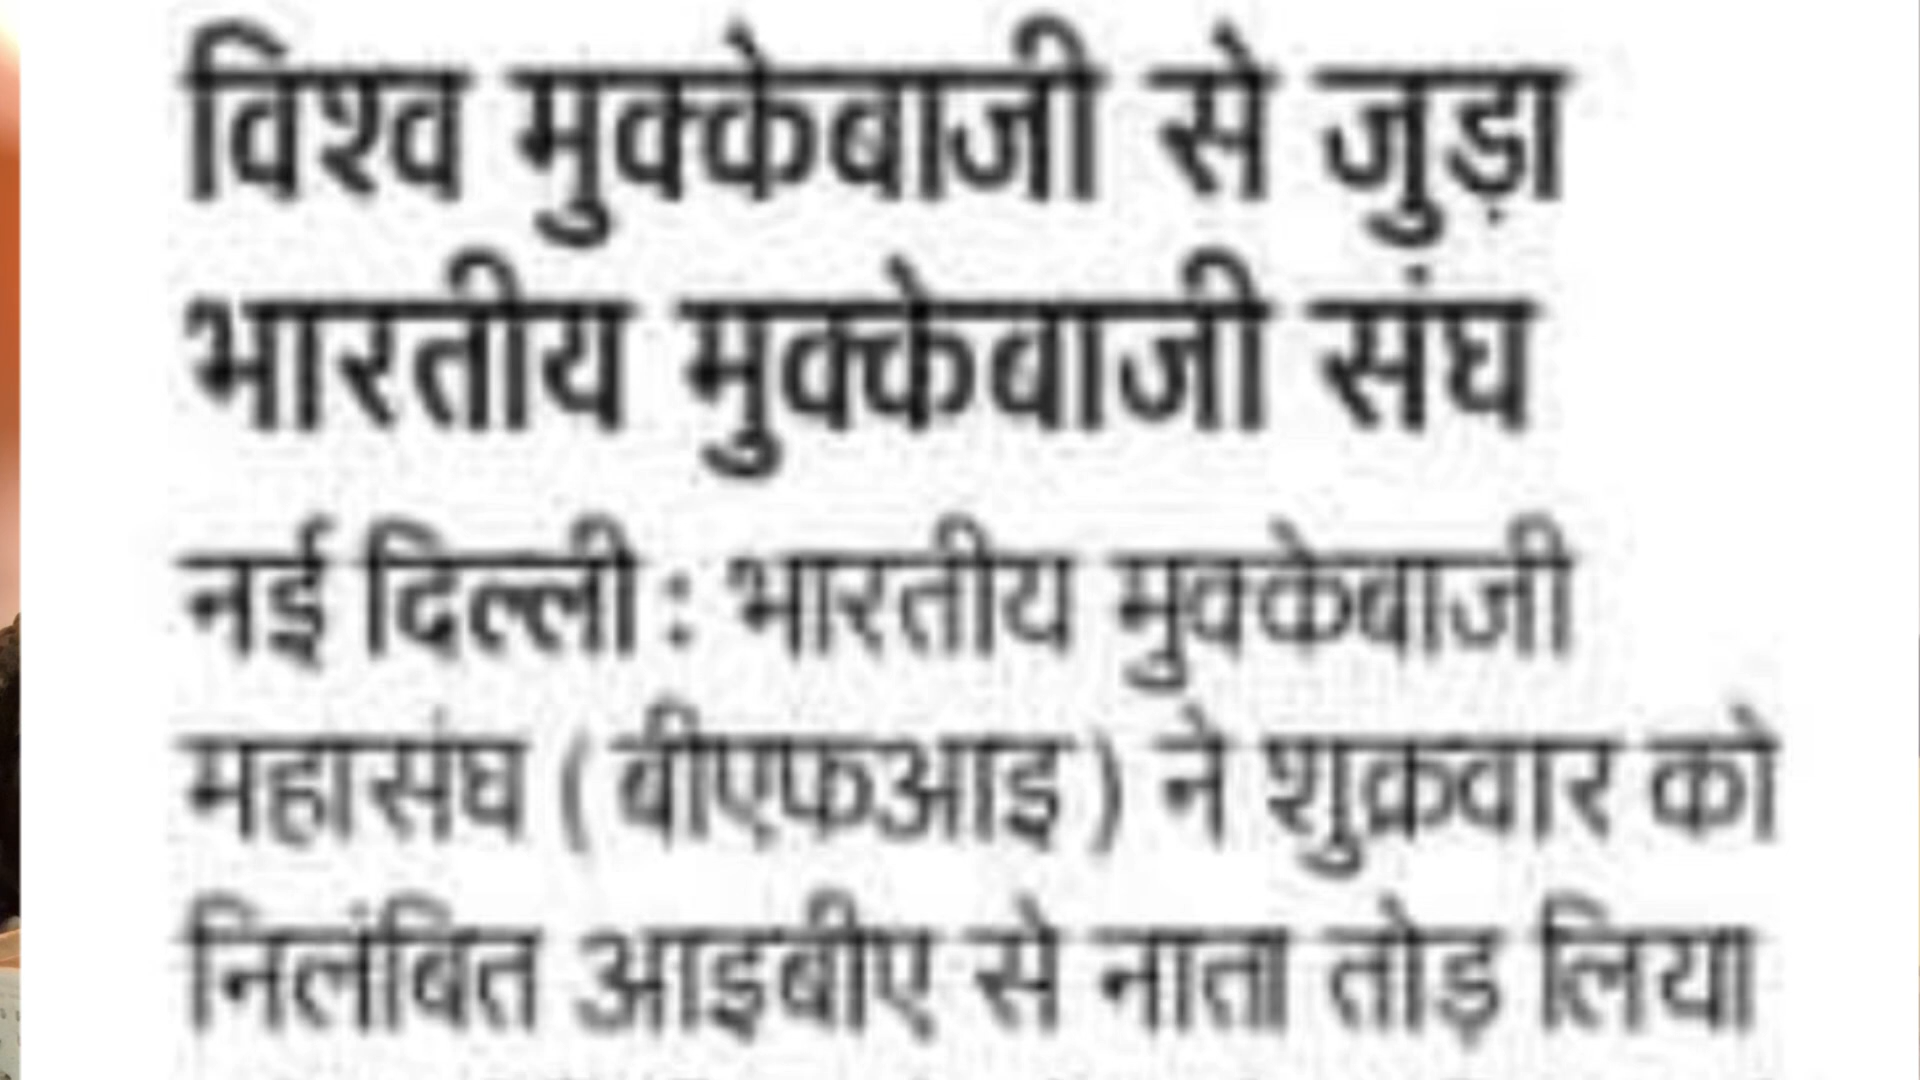 विश्व मुक्केबाजी से जुड़ा
भारतीय मुक्केबाजी संघ
नई दिल्ली : भारतीय मुक्केबाजी
महासंघ ( बीएफआइ ) ने शुक्रवार को
निलंबित आइबीए से नाता तोड़ लिया